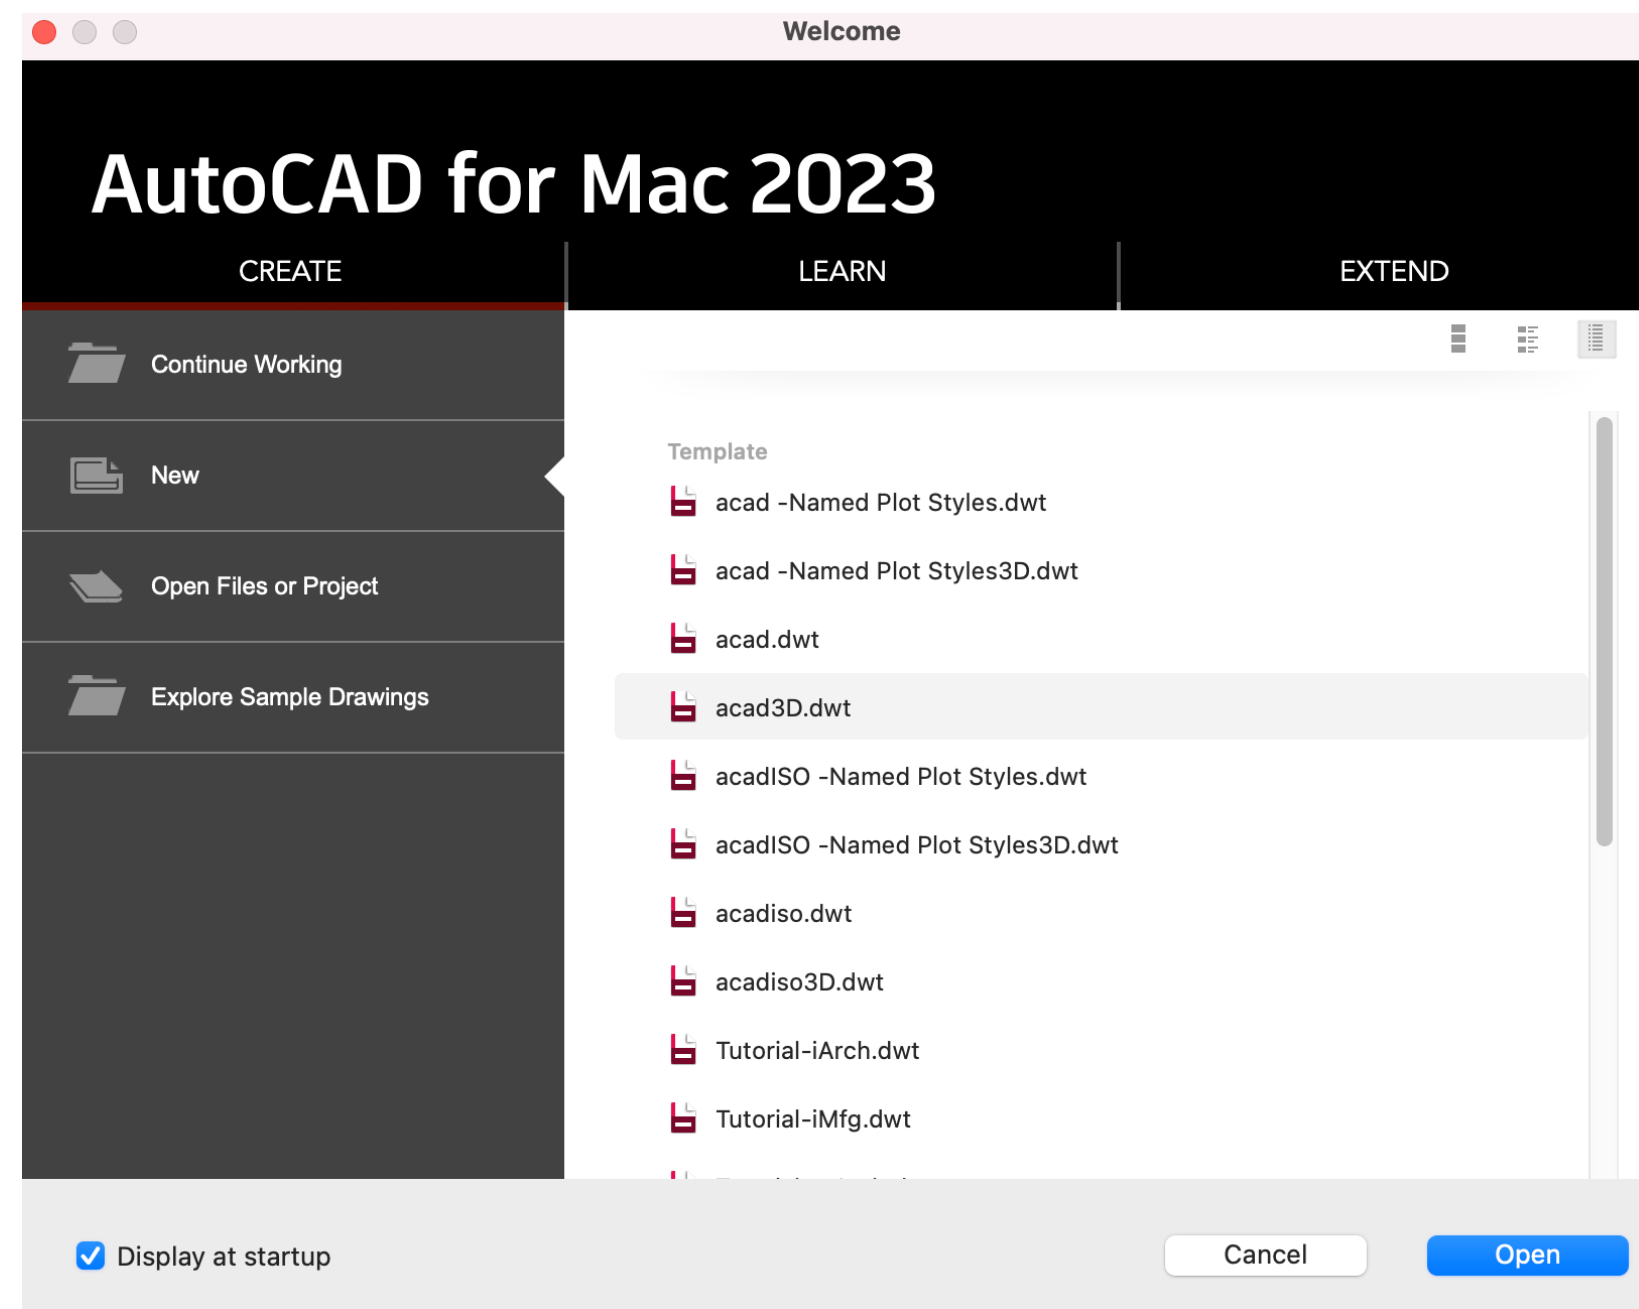 Welcome
AutoCAD for Mac 2023
CREATE
LEARN
EXTEND
Continue Working
New
Open Files or Project
Explore Sample Drawings
Template
acad -Named Plot Styles.dwt
acad -Named Plot Styles3D.dwt
acad.dwt
acad3D.dwt
acadISO -Named Plot Styles.dwt
acadISO -Named Plot Styles3D.dwt
acadiso.dwt
acadiso3D.dwt
Tutorial-iArch.dwt
Tutorial-iMfg.dwt
Display at startup
Cancel
Open